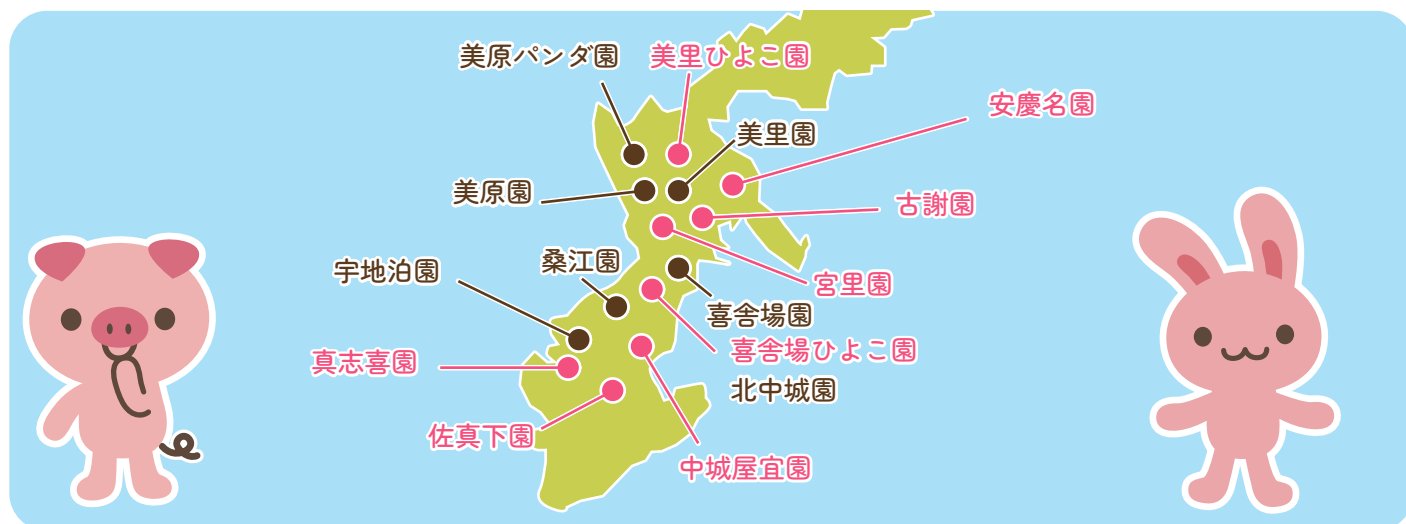 美原パンダ園
美里ひよこ園
安慶名園
美里園
美原園
古謝園
桑江園
宇地泊園
宮里園
喜舎場園
喜舎場ひよこ園
真志喜園
北中城園
佐真下園
中城屋宜園